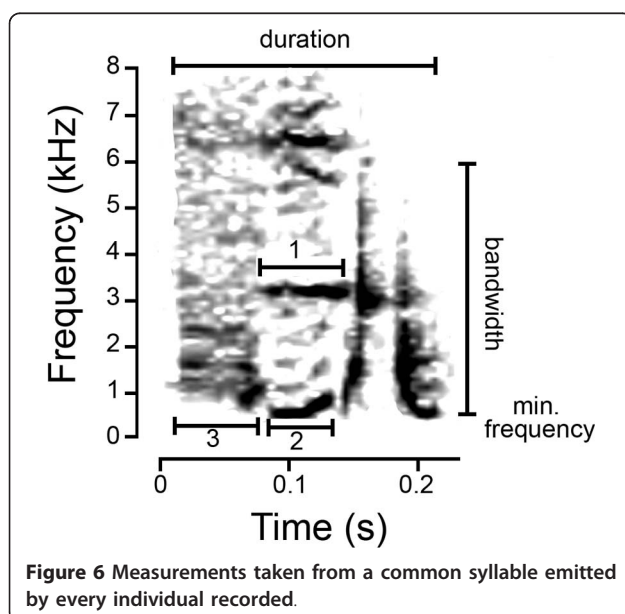 duration
8
7
6
5
4
3
2
1
0
Frequency (kHz)
1
bandwidth
min.
frequency
3
2
0
0.1
0.2
Time (s)
Figure 6 Measurements taken from a common syllable emitted
by every individual recorded.